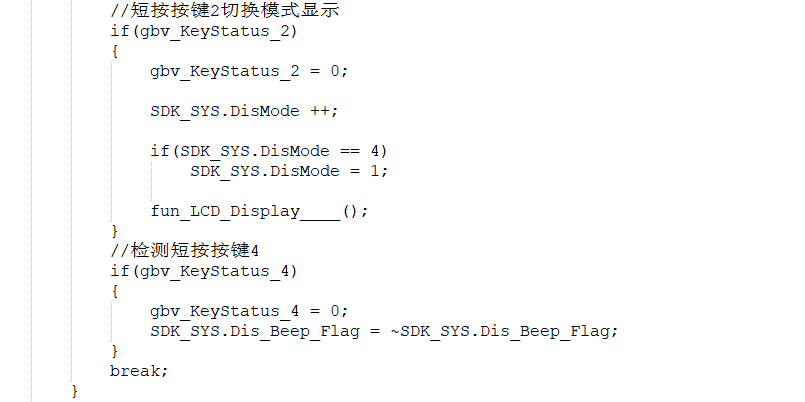 //短按按键2切换模式显示
if(gbv_KeyStatus_2)
{
gbv_KeyStatus_2 = 0;
SDK_SYS.DisMode ++;
if(SDK_SYS.DisMode == 4)
SDK_SYS.DisMode = 1;
fun_LCD_Display____();
}
//检测短按按键4
if(gbv_KeyStatus_4)
{
gbv_KeyStatus_4 = 0;
SDK_SYS.Dis_Beep_Flag = ~SDK_SYS.Dis_Beep_Flag;
}
break;
}